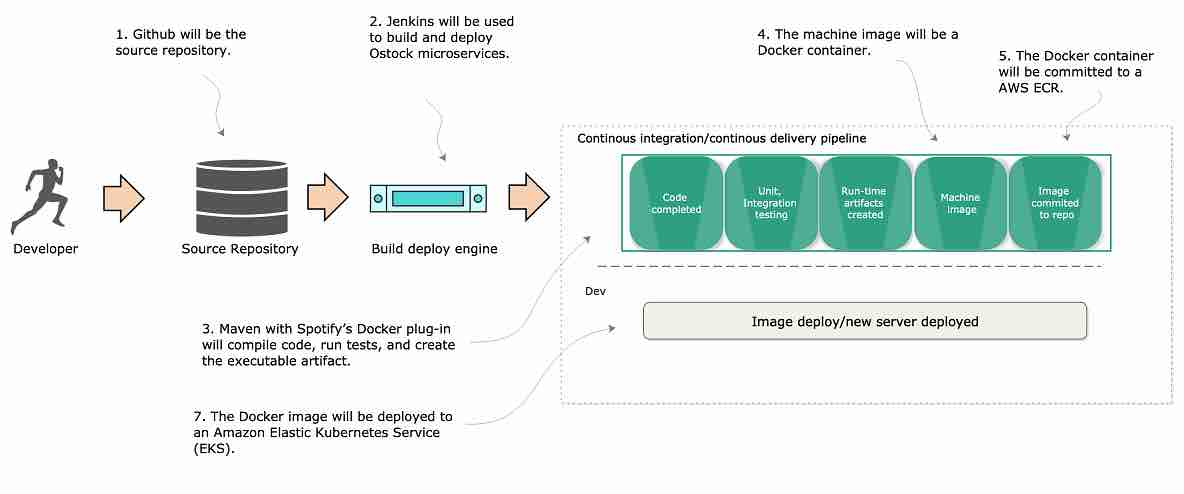 1. Github will be the
source repository.
2. Jenkins will be used
to build and deploy
Ostock microservices.
4. The machine image will be a
Docker container.
5. The Docker container
will be committed to a
AWS ECR.
Continous integration/continous delivery pipeline
Code
completed
Unit,
Integration
testing
Run-time
artifacts
created
Machine
image
Image
commited
to repo
Developer
Source Repository
Build deploy engine
Dev
Image deploy/new server deployed
3. Maven with Spotify’s Docker plug-in
will compile code, run tests, and create
the executable artifact.
7. The Docker image will be deployed to
an Amazon Elastic Kubernetes Service
(EKS).